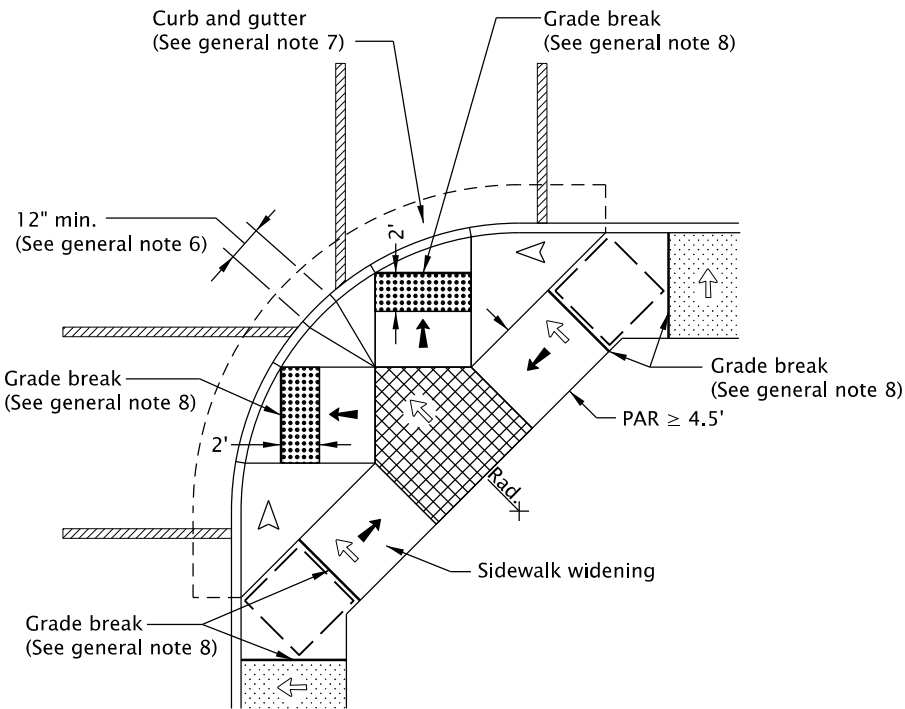 Curb and gutter
(See general note 7)
Grade break
(See general note 8)
12" min.
(See general note 6)
2'
Grade break
(See general note 8)
Grade break
(See general note 8)
2'
PAR ≥ 4.5'
Rad.
Sidewalk widening
Grade break
(See general note 8)